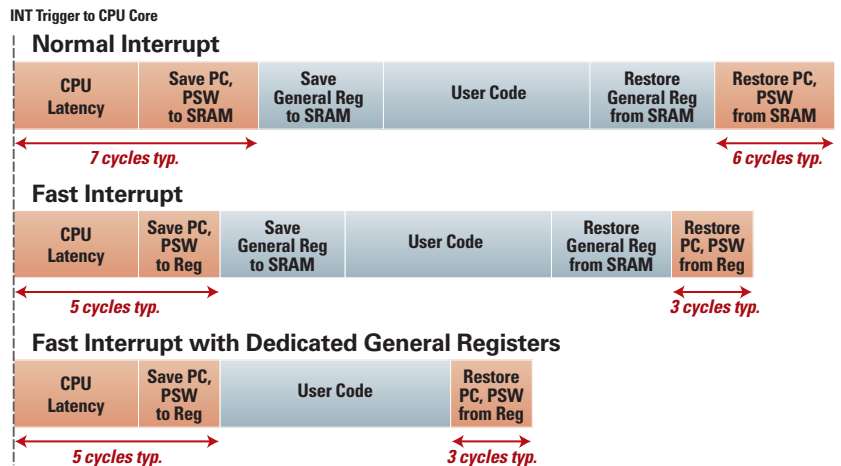 INT Trigger to CPU Core
Normal Interrupt
CPU
Latency
Save PC,
PSW
to SRAM
Save
General Reg
to SRAM
User Code
Restore
General Reg
from SRAM
Restore PC,
PSW
from SRAM
7 cycles typ.
6 cycles typ.
Fast Interrupt
CPU
Latency
Save PC,
PSW
to Reg
Save
General Reg
to SRAM
User Code
Restore
General Reg
from SRAM
Restore
PC, PSW
from Reg
5 cycles typ.
3 cycles typ.
Fast Interrupt with Dedicated General Registers
CPU
Latency
Save PC,
PSW
to Reg
User Code
Restore
PC, PSW
from Reg
5 cycles typ.
3 cycles typ.